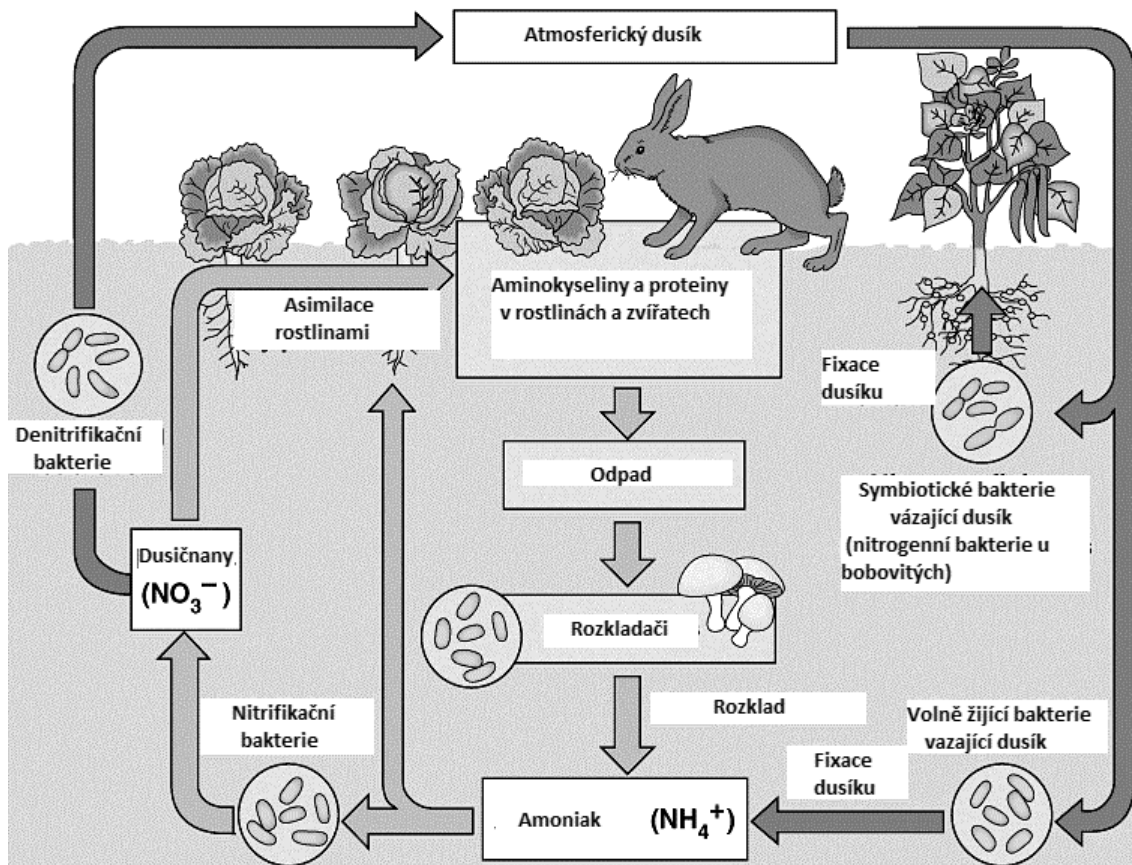 Atmosferický dusík
Asimilace
rostlinami
Aminokyseliny a proteiny
v rostlinách a zvířatech
Fixace
dusíku
Denitrifikační
bakterie
Odpad
Symbiotické bakterie
vázající dusík
(nitrogenní bakterie u
bobovitých)
Dusičnany
(NO₃⁻)
Rozkladači
Nitrifikační
bakterie
Rozklad
Volně žijící bakterie
vazající dusík
Fixace
dusíku
Amoniak (NH₄⁺)